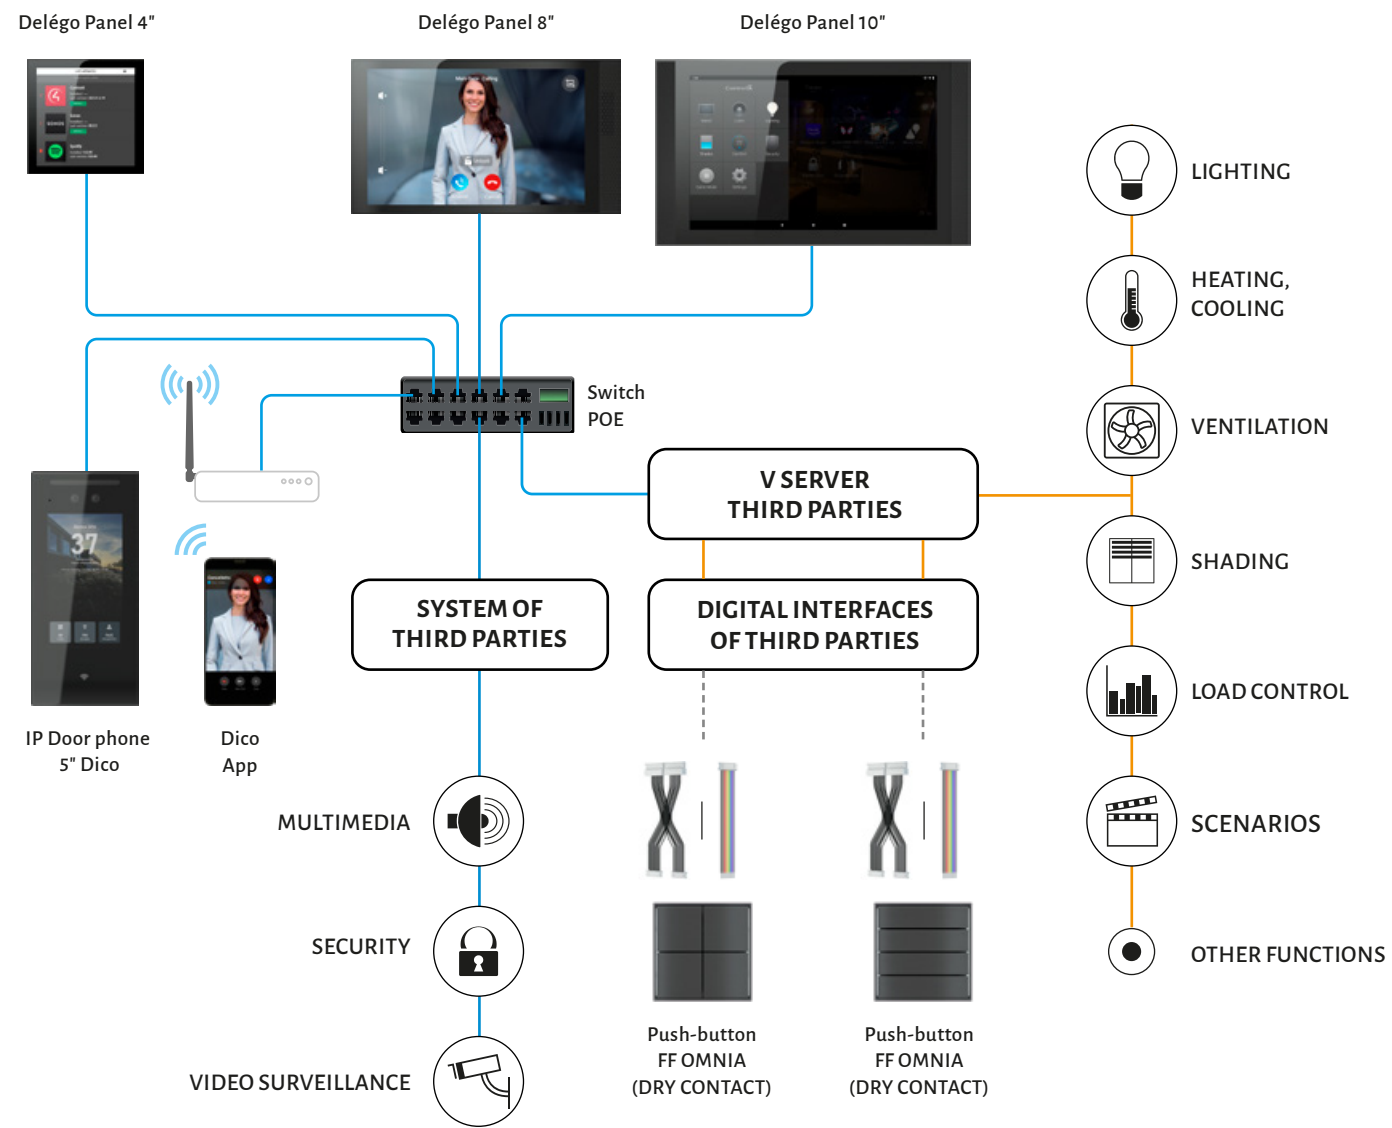 Delégo Panel 4"
Delégo Panel 8"
Delégo Panel 10"
LIGHTING
HEATING,
COOLING
VENTILATION
SHADING
LOAD CONTROL
SCENARIOS
OTHER FUNCTIONS
Switch
POE
V SERVER
THIRD PARTIES
SYSTEM OF
THIRD PARTIES
DIGITAL INTERFACES
OF THIRD PARTIES
37
IP Door phone
5" Dico
Dico
App
MULTIMEDIA
SECURITY
VIDEO SURVEILLANCE
Push-button
FF OMNIA
(DRY CONTACT)
Push-button
FF OMNIA
(DRY CONTACT)